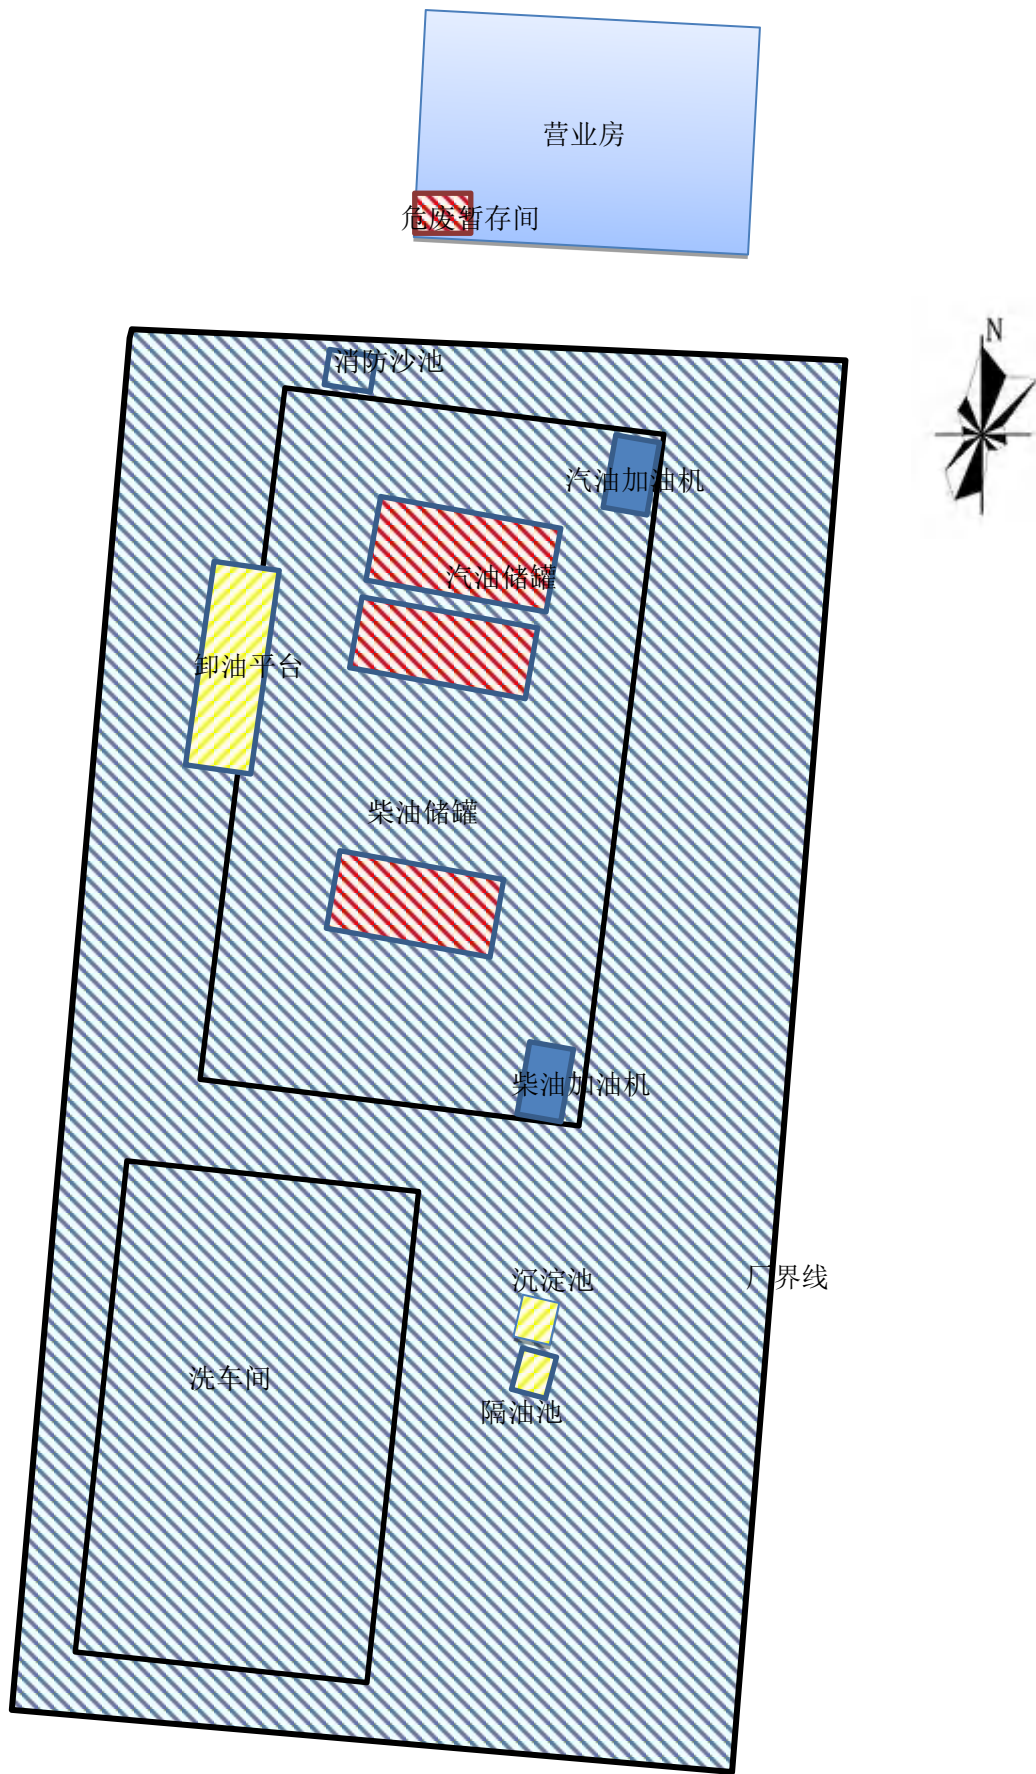 营业房
危废暂存间
N
消防沙池
汽油加油机
汽油储罐
卸油平台
柴油储罐
柴油加油机
厂界线
沉淀池
洗车间
隔油池